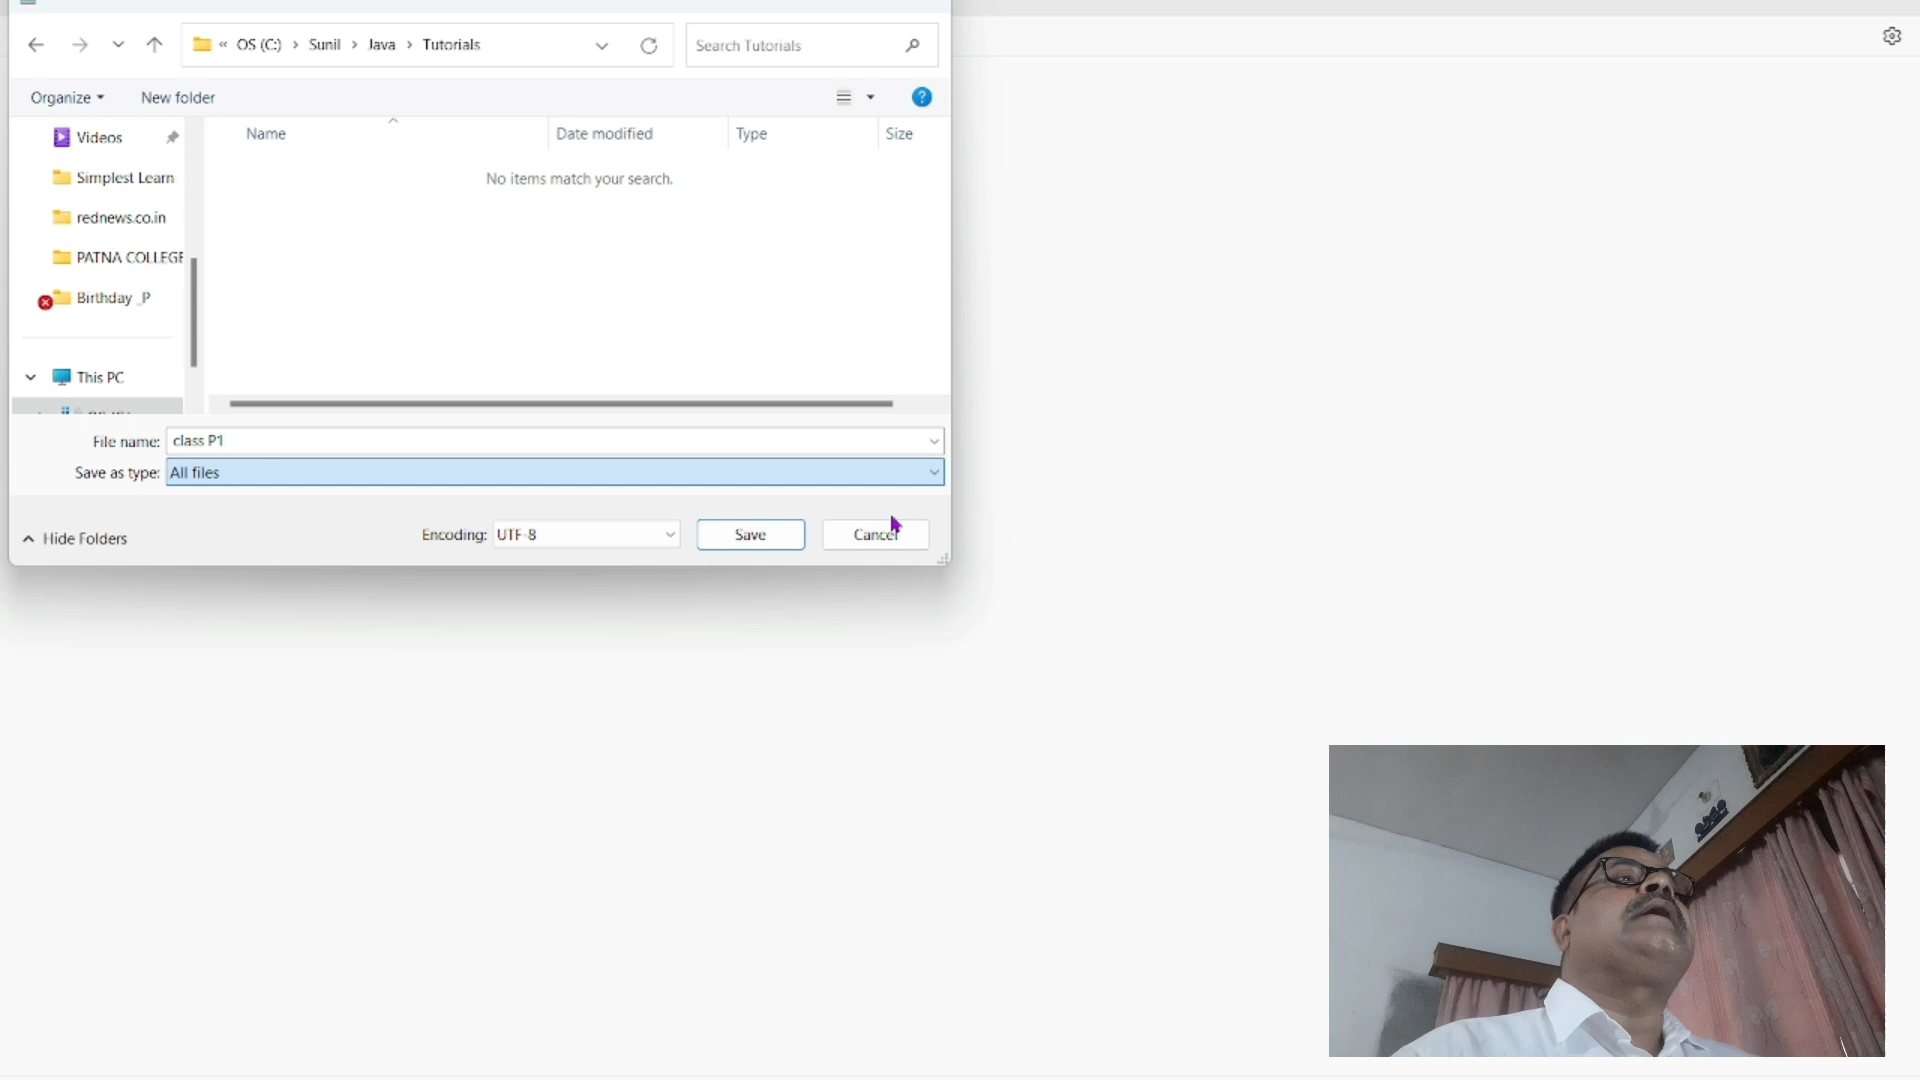 « OS (C:) > Sunil > Java > Tutorials
Search Tutorials
Organize
New folder
Name
Date modified
Type
Size
Videos
No items match your search.
Simplest Learn
rednews.co.in
PATNA COLLEGE
Birthday _P
This PC
File name: class P1
Save as type: All files
Hide Folders
Encoding: UTF-8
Save
Cancel